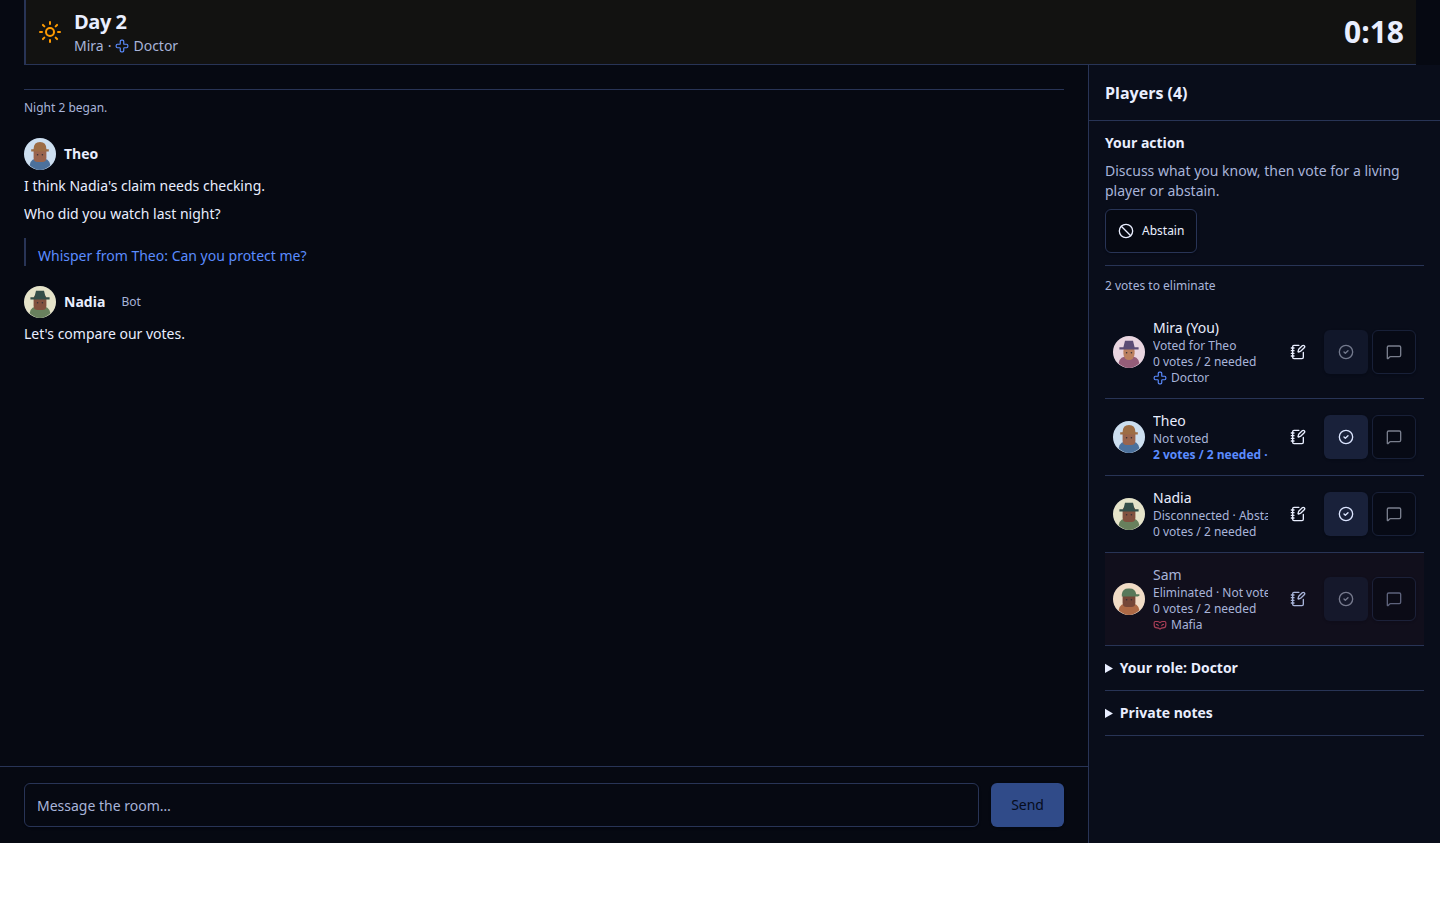 Day 2
Mira · Doctor
0:18
Night 2 began.
Theo
I think Nadia's claim needs checking.
Who did you watch last night?
Whisper from Theo: Can you protect me?
Nadia Bot
Let's compare our votes.
Message the room...
Send
Players (4)
Your action
Discuss what you know, then vote for a living
player or abstain.
Abstain
2 votes to eliminate
Mira (You)
Voted for Theo
0 votes / 2 needed
Doctor
Theo
Not voted
2 votes / 2 needed ·
Nadia
Disconnected · Absta
0 votes / 2 needed
Sam
Eliminated · Not vote
0 votes / 2 needed
Mafia
Your role: Doctor
Private notes